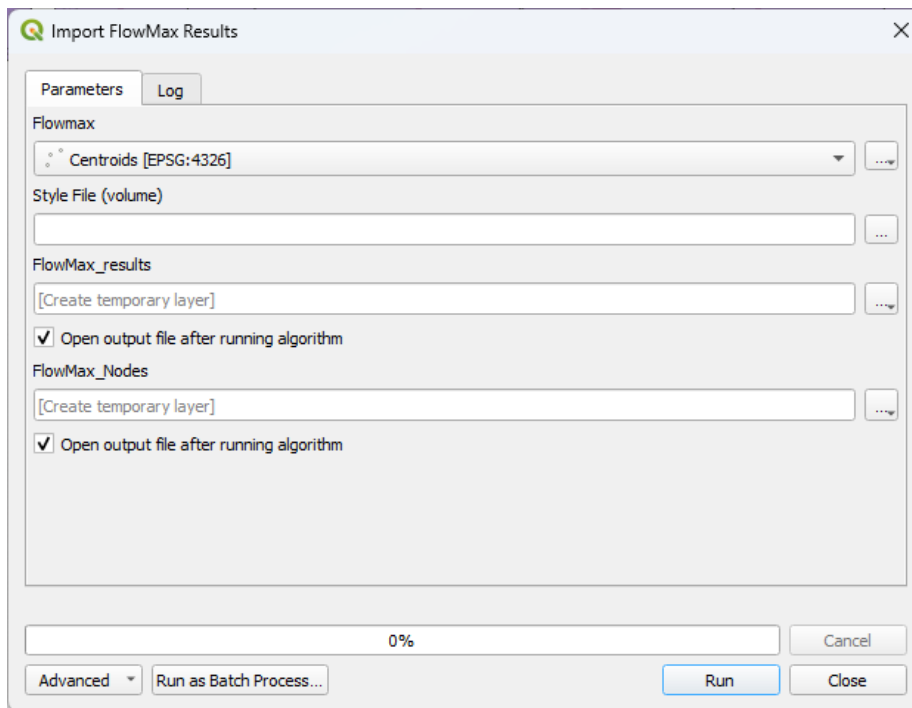 Import FlowMax Results
Parameters Log
Flowmax
Centroids [EPSG:4326]
...
Style File (volume)
...
FlowMax_results
[Create temporary layer]
...
Open output file after running algorithm
FlowMax_Nodes
[Create temporary layer]
...
Open output file after running algorithm
0%
Cancel
Advanced Run as Batch Process... Run Close